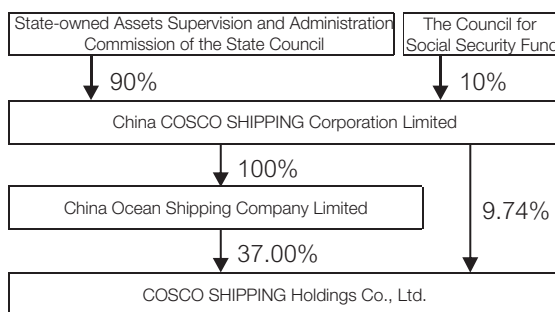 State-owned Assets Supervision and Administration
Commission of the State Council
The Council for
Social Security Fund
90%
10%
China COSCO SHIPPING Corporation Limited
100%
China Ocean Shipping Company Limited
9.74%
37.00%
COSCO SHIPPING Holdings Co., Ltd.